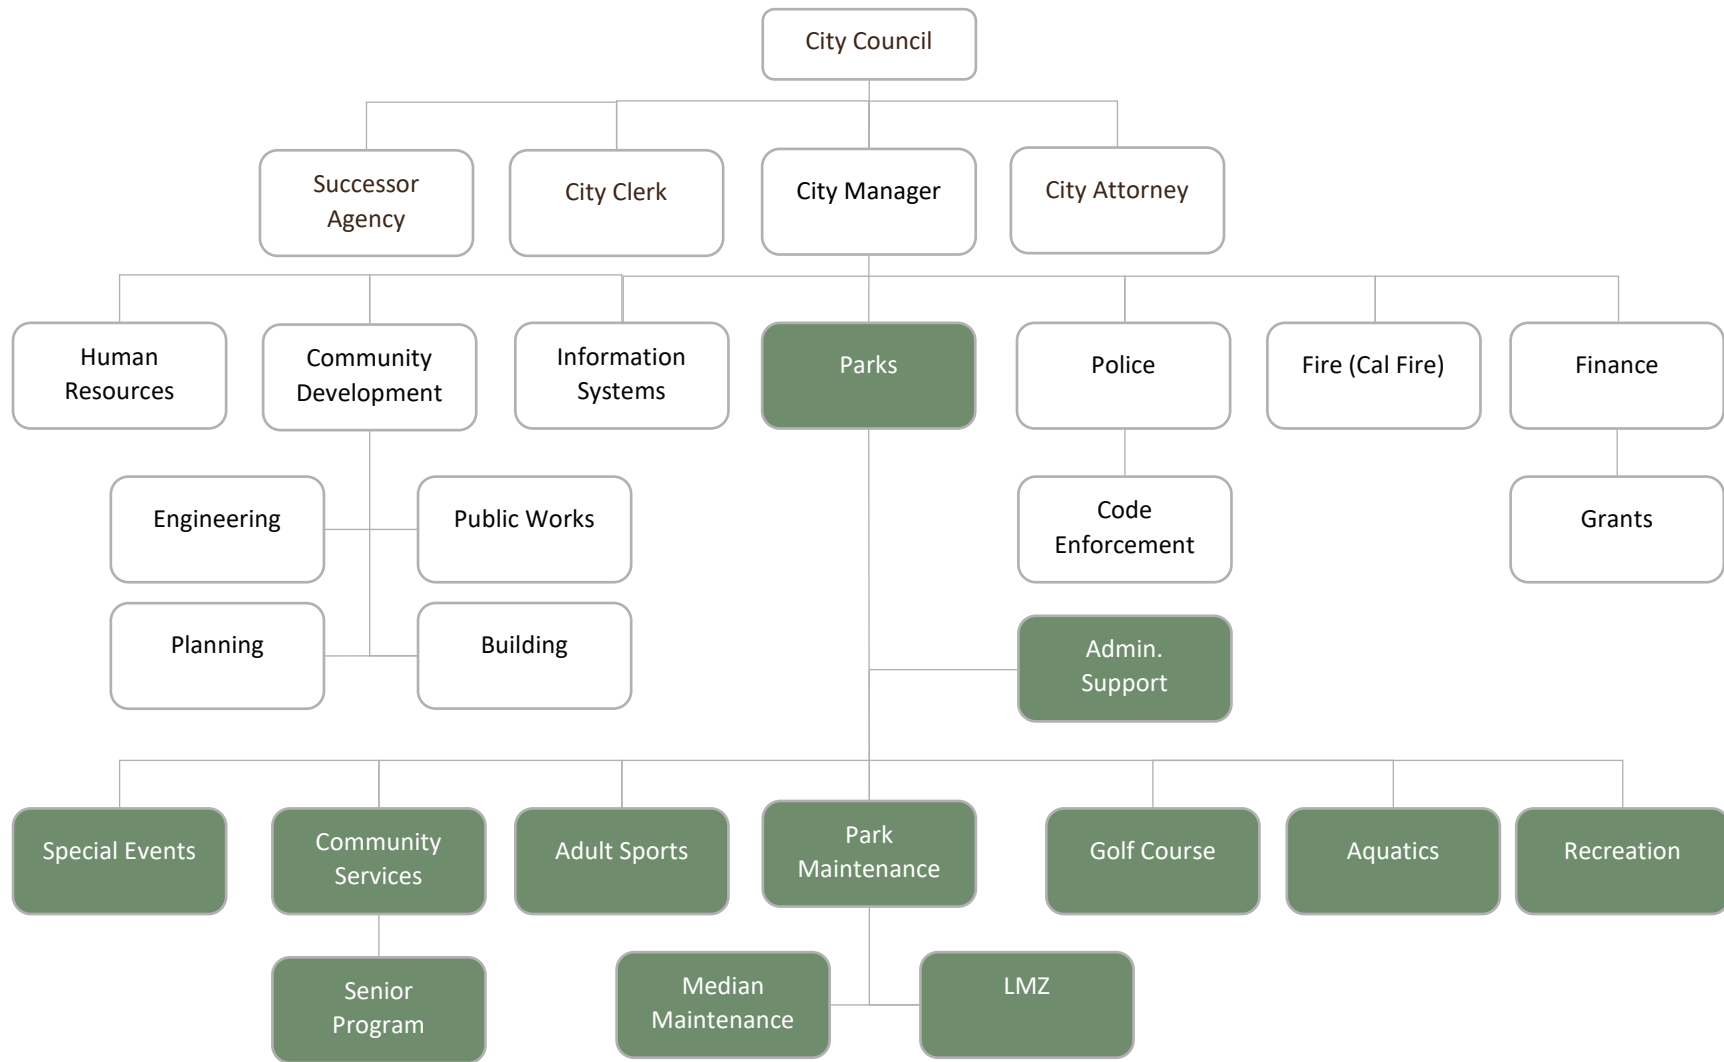 City Council
Successor
Agency
City Clerk
City Manager
City Attorney
Human
Resources
Community
Development
Information
Systems
Parks
Police
Fire (Cal Fire)
Finance
Engineering
Public Works
Code
Enforcement
Grants
Planning
Building
Admin.
Support
Special Events
Community
Services
Adult Sports
Park
Maintenance
Golf Course
Aquatics
Recreation
Senior
Program
Median
Maintenance
LMZ